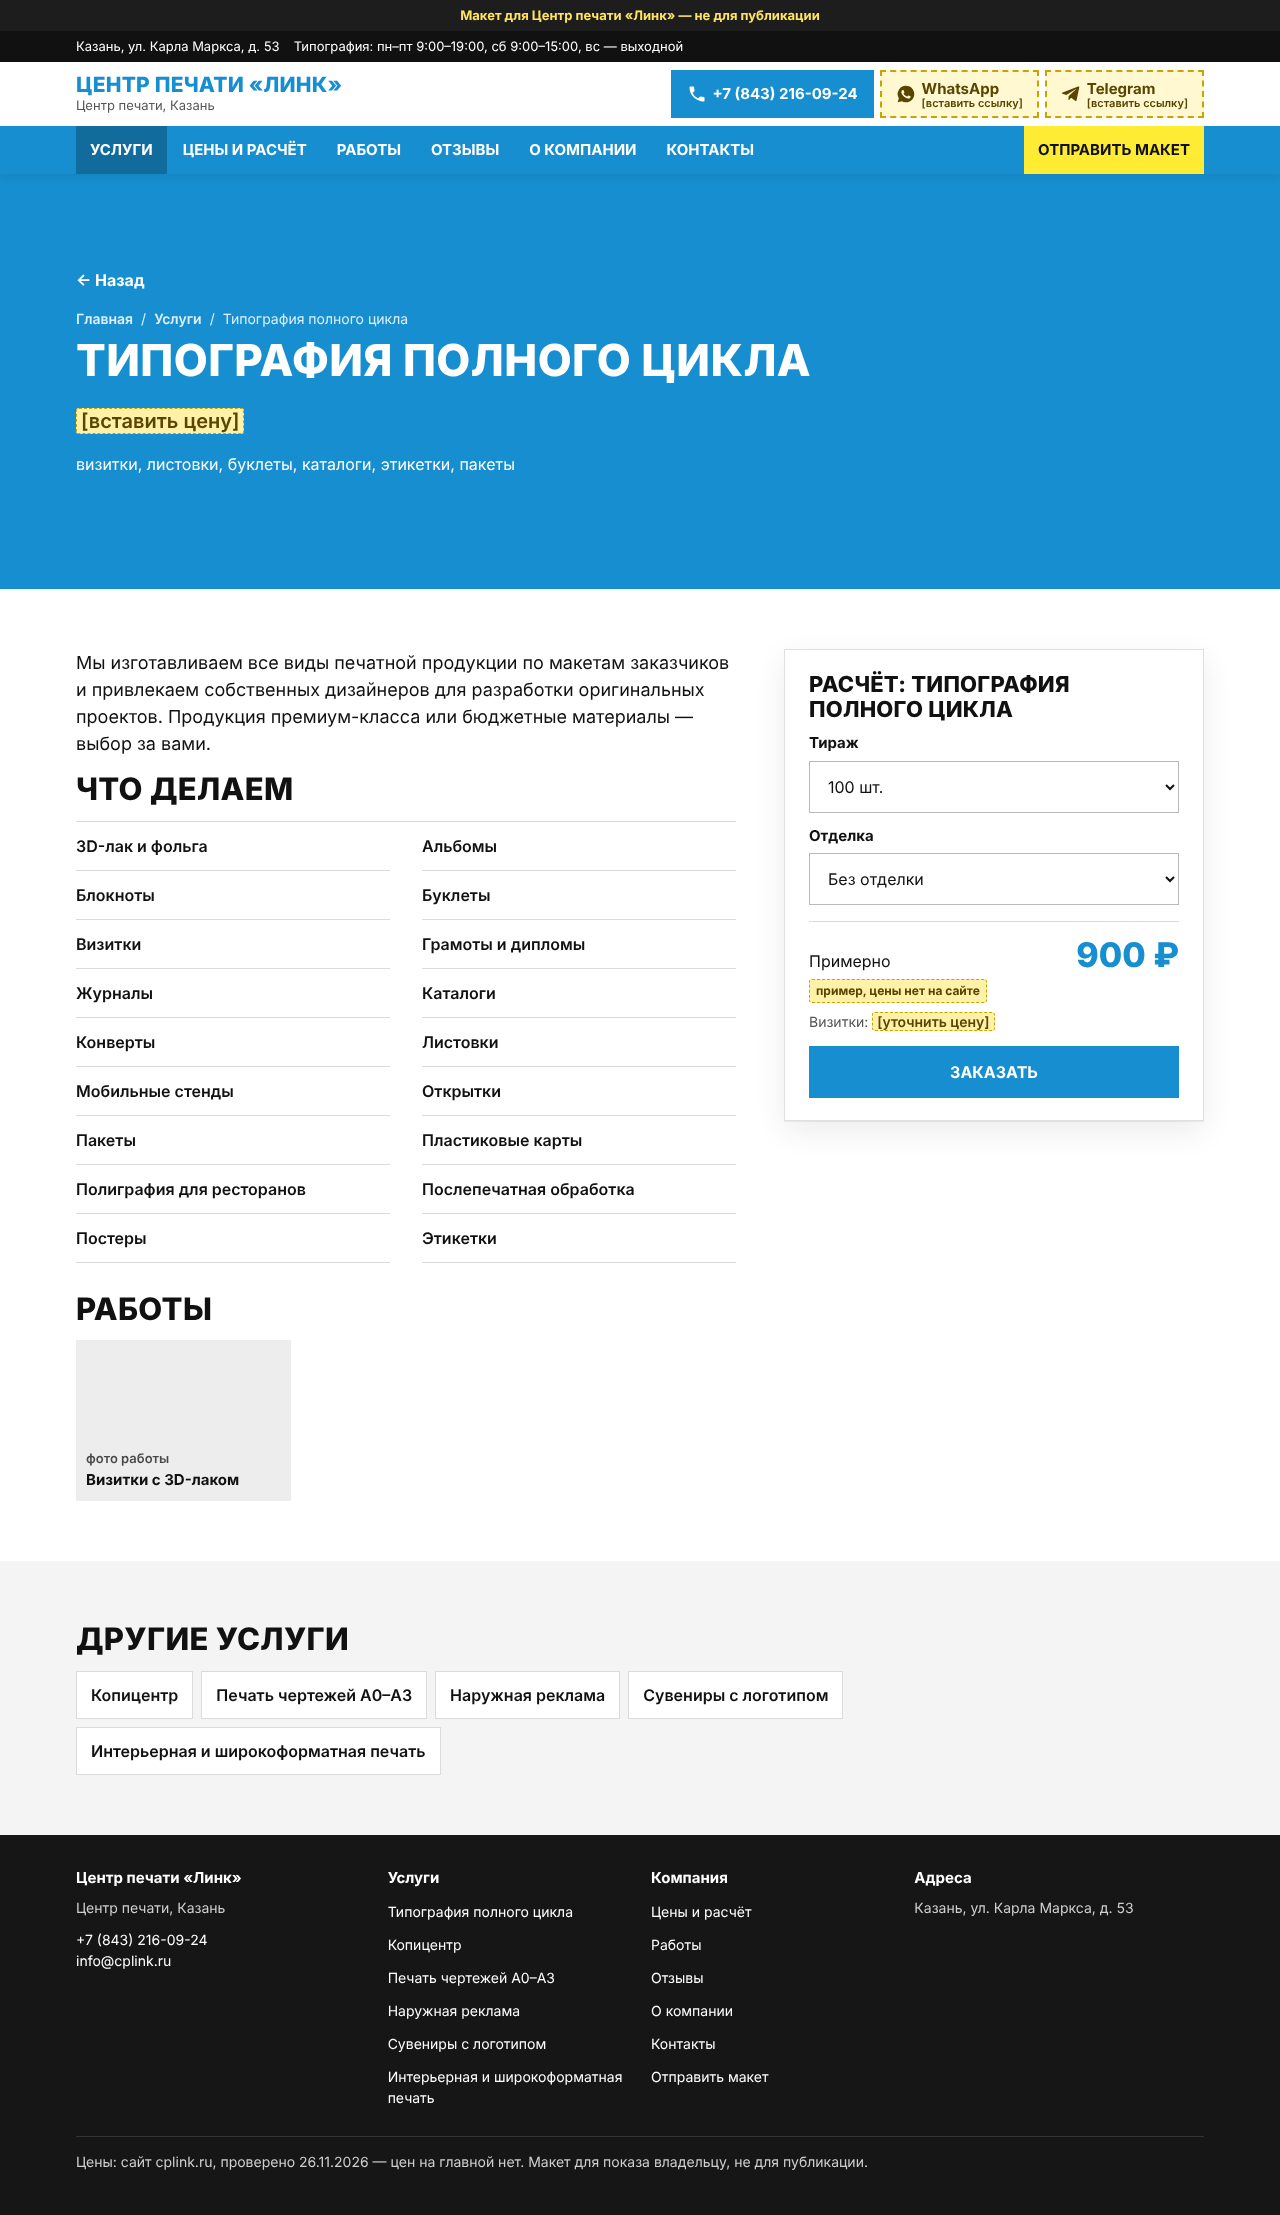 Макет для Центр печати «Линк» — не для публикации
Казань, ул. Карла Маркса, д. 53 Типография: пн–пт 9:00–19:00, сб 9:00–15:00, вс — выходной
ЦЕНТР ПЕЧАТИ «ЛИНК»
Центр печати, Казань
+7 (843) 216-09-24
WhatsApp
[вставить ссылку]
Telegram
[вставить ссылку]
УСЛУГИ ЦЕНЫ И РАСЧЁТ РАБОТЫ ОТЗЫВЫ О КОМПАНИИ КОНТАКТЫ ОТПРАВИТЬ МАКЕТ
← Назад
Главная / Услуги / Типография полного цикла
ТИПОГРАФИЯ ПОЛНОГО ЦИКЛА
[вставить цену]
визитки, листовки, буклеты, каталоги, этикетки, пакеты
Мы изготавливаем все виды печатной продукции по макетам заказчиков
и привлекаем собственных дизайнеров для разработки оригинальных
проектов. Продукция премиум-класса или бюджетные материалы —
выбор за вами.
ЧТО ДЕЛАЕМ
3D-лак и фольга
Альбомы
Блокноты
Буклеты
Визитки
Грамоты и дипломы
Журналы
Каталоги
Конверты
Листовки
Мобильные стенды
Открытки
Пакеты
Пластиковые карты
Полиграфия для ресторанов
Послепечатная обработка
Постеры
Этикетки
РАСЧЁТ: ТИПОГРАФИЯ
ПОЛНОГО ЦИКЛА
Тираж
100 шт.
Отделка
Без отделки
Примерно 900 ₽
пример, цены нет на сайте
Визитки: [уточнить цену]
ЗАКАЗАТЬ
РАБОТЫ
фото работы
Визитки с 3D-лаком
ДРУГИЕ УСЛУГИ
Копицентр
Печать чертежей А0–А3
Наружная реклама
Сувениры с логотипом
Интерьерная и широкоформатная печать
Центр печати «Линк»
Центр печати, Казань
+7 (843) 216-09-24
info@cplink.ru
Услуги
Типография полного цикла
Копицентр
Печать чертежей А0–А3
Наружная реклама
Сувениры с логотипом
Интерьерная и широкоформатная
печать
Компания
Цены и расчёт
Работы
Отзывы
О компании
Контакты
Отправить макет
Адреса
Казань, ул. Карла Маркса, д. 53
Цены: сайт cplink.ru, проверено 26.11.2026 — цен на главной нет. Макет для показа владельцу, не для публикации.